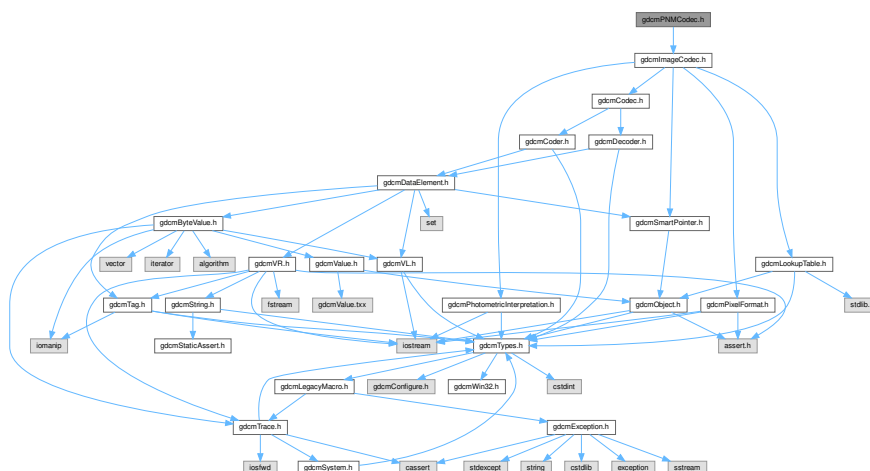 gdcmPNMCodec.h
gdcmImageCodec.h
gdcmCodec.h
gdcmCoder.h
gdcmDecoder.h
gdcmDataElement.h
gdcmByteValue.h
set
gdcmSmartPointer.h
vector
iterator
algorithm
gdcmVR.h
gdcmValue.h
gdcmVL.h
gdcmLookupTable.h
gdcmTag.h
gdcmString.h
fstream
gdcmValue.txx
gdcmPhotometricInterpretation.h
gdcmObject.h
gdcmPixelFormat.h
stdlib.
iomanip
gdcmStaticAssert.h
iostream
gdcmTypes.h
assert.h
gdcmLegacyMacro.h
gdcmConfigure.h
gdcmWin32.h
cstdint
gdcmTrace.h
gdcmException.h
iosfwd
gdcmSystem.h
cassert
stdexcept
string
cstdlib
exception
sstream